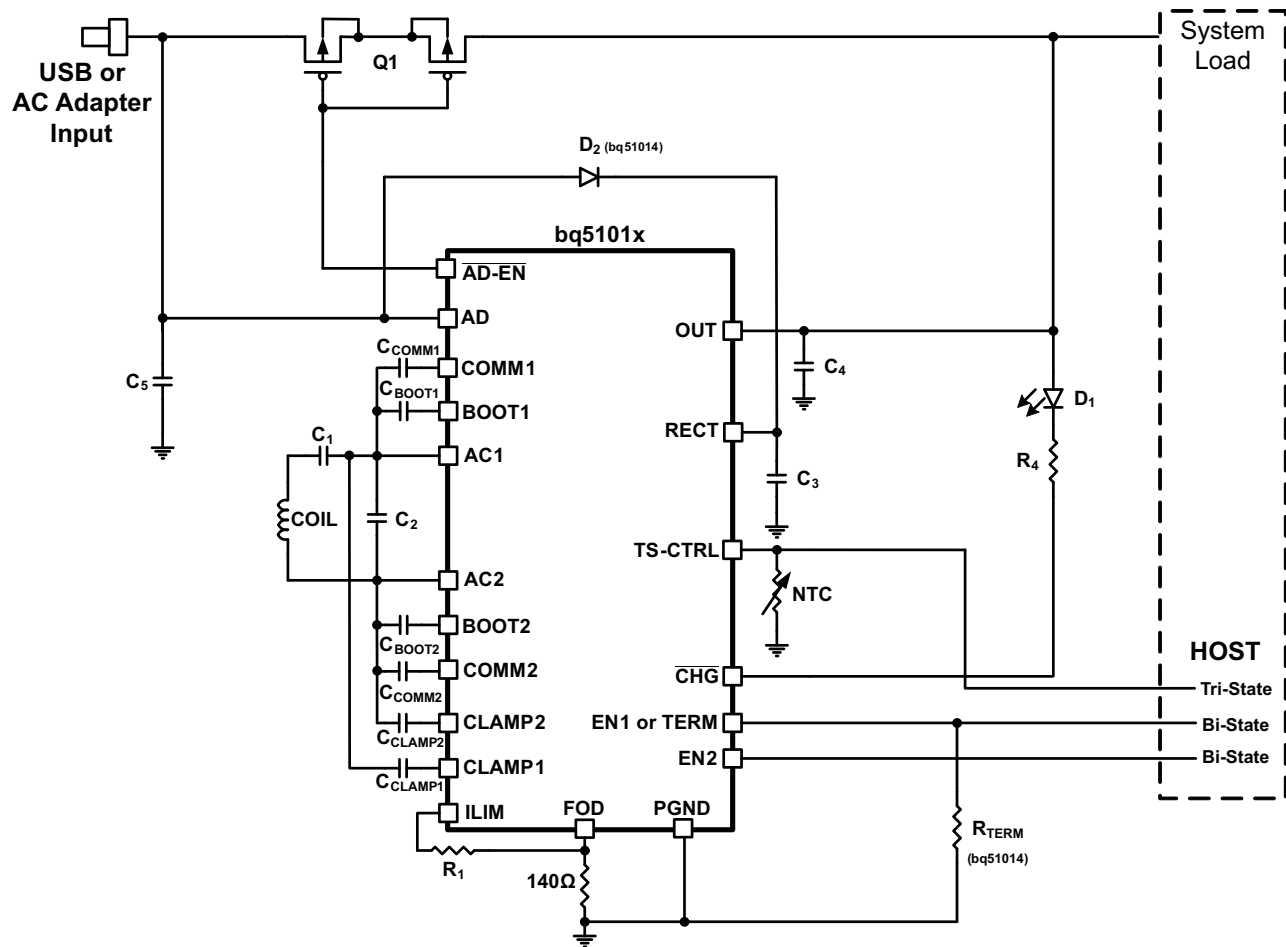 System
Load
Q1
USB or
AC Adapter
Input
D2 (bq51014)
bq5101x
AD-EN
AD
OUT
CCOMM1
COMM1
C4
C5
CBOOT1
BOOT1
D1
RECT
C1
AC1
R4
C3
COIL
C2
TS-CTRL
AC2
NTC
BOOT2
CBOOT2
COMM2
CHG
HOST
Tri-State
CCOMM2
CLAMP2
EN1 or TERM
Bi-State
CCLAMP2
CLAMP1
EN2
Bi-State
CCLAMP1
ILIM
FOD
PGND
RTERM
(bq51014)
R1
140Ω